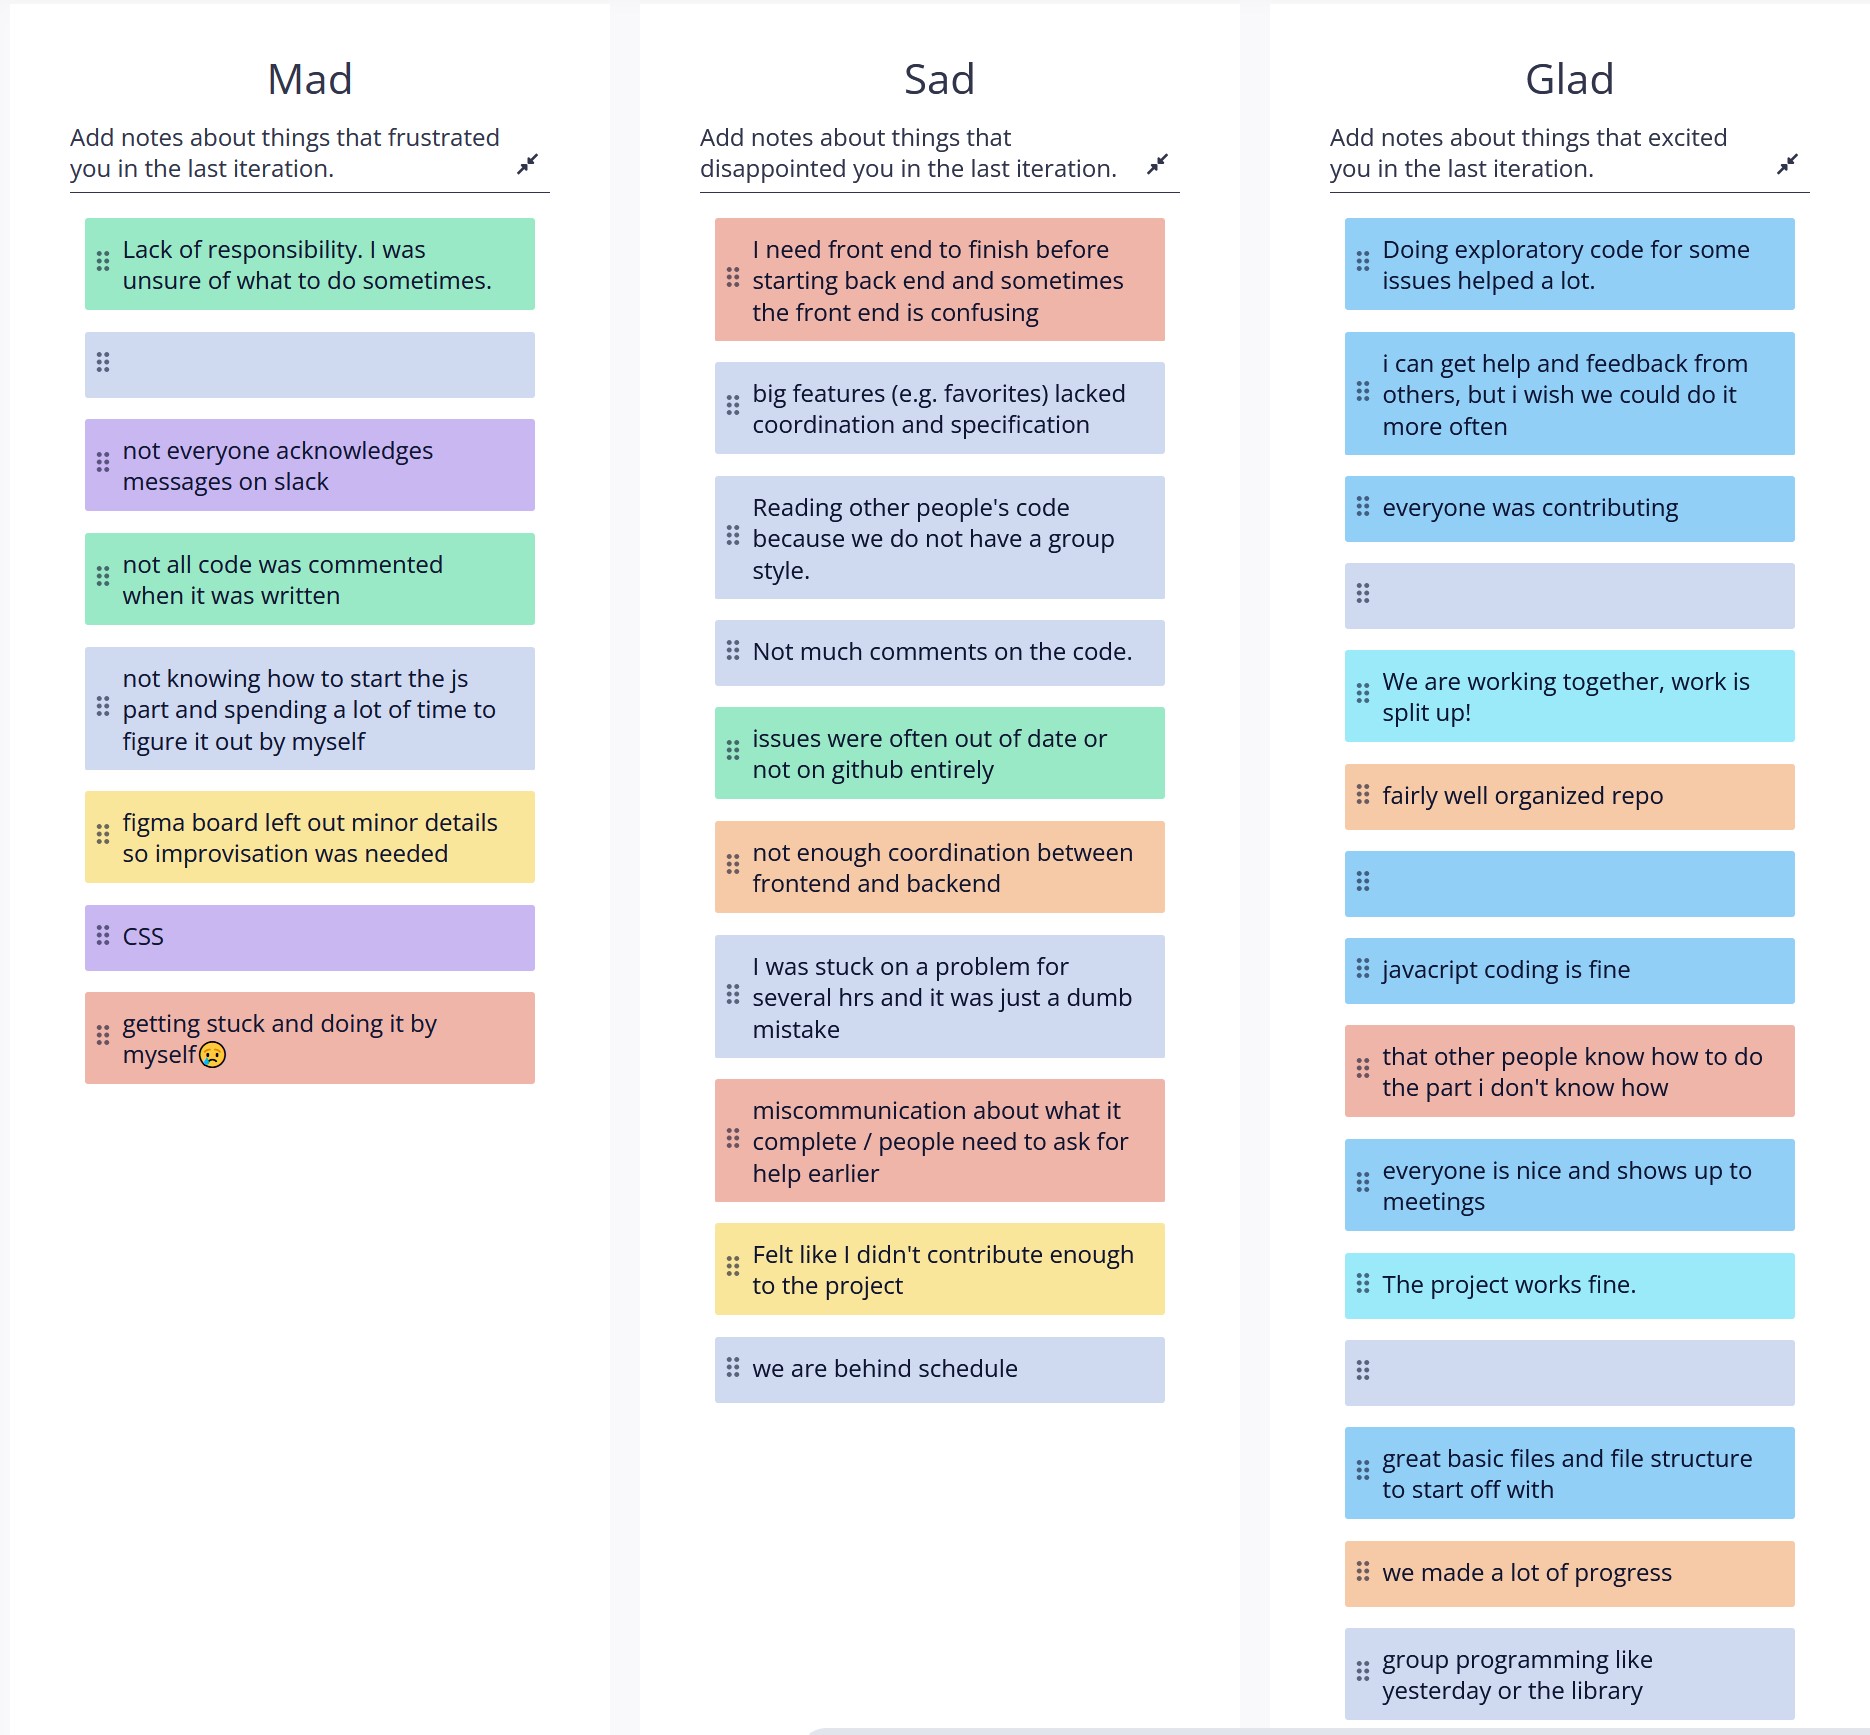 Mad
Add notes about things that frustrated
you in the last iteration.
Lack of responsibility. I was
unsure of what to do sometimes.
not everyone acknowledges
messages on slack
not all code was commented
when it was written
not knowing how to start the js
part and spending a lot of time to
figure it out by myself
figma board left out minor details
so improvisation was needed
CSS
getting stuck and doing it by
myself😢
Sad
Add notes about things that
disappointed you in the last iteration.
I need front end to finish before
starting back end and sometimes
the front end is confusing
big features (e.g. favorites) lacked
coordination and specification
Reading other people's code
because we do not have a group
style.
Not much comments on the code.
issues were often out of date or
not on github entirely
not enough coordination between
frontend and backend
I was stuck on a problem for
several hrs and it was just a dumb
mistake
miscommunication about what it
complete / people need to ask for
help earlier
Felt like I didn't contribute enough
to the project
we are behind schedule
Glad
Add notes about things that excited
you in the last iteration.
Doing exploratory code for some
issues helped a lot.
i can get help and feedback from
others, but i wish we could do it
more often
everyone was contributing
We are working together, work is
split up!
fairly well organized repo
javacript coding is fine
that other people know how to do
the part i don't know how
everyone is nice and shows up to
meetings
The project works fine.
great basic files and file structure
to start off with
we made a lot of progress
group programming like
yesterday or the library